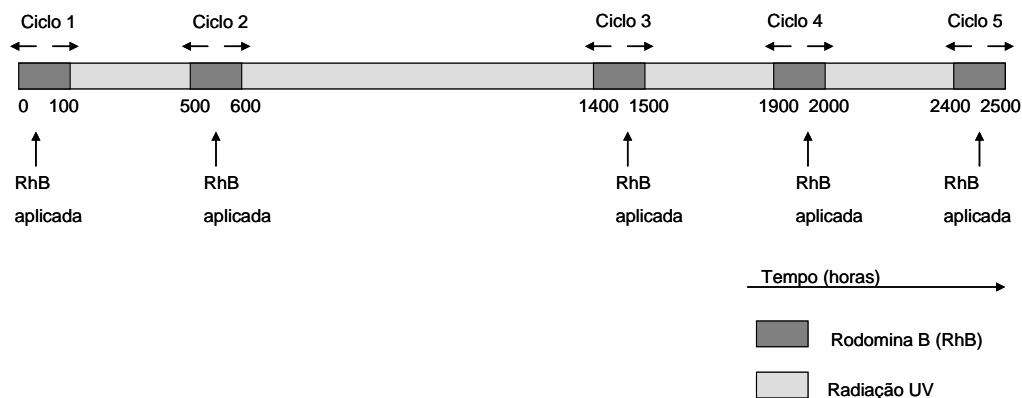 Ciclo 1 Ciclo 2 Ciclo 3 Ciclo 4 Ciclo 5
0 100 500 600 1400 1500 1900 2000 2400 2500
RhB RhB RhB RhB RhB
aplicada aplicada aplicada aplicada aplicada
Tempo (horas)
Rodomina B (RhB)
Radiação UV